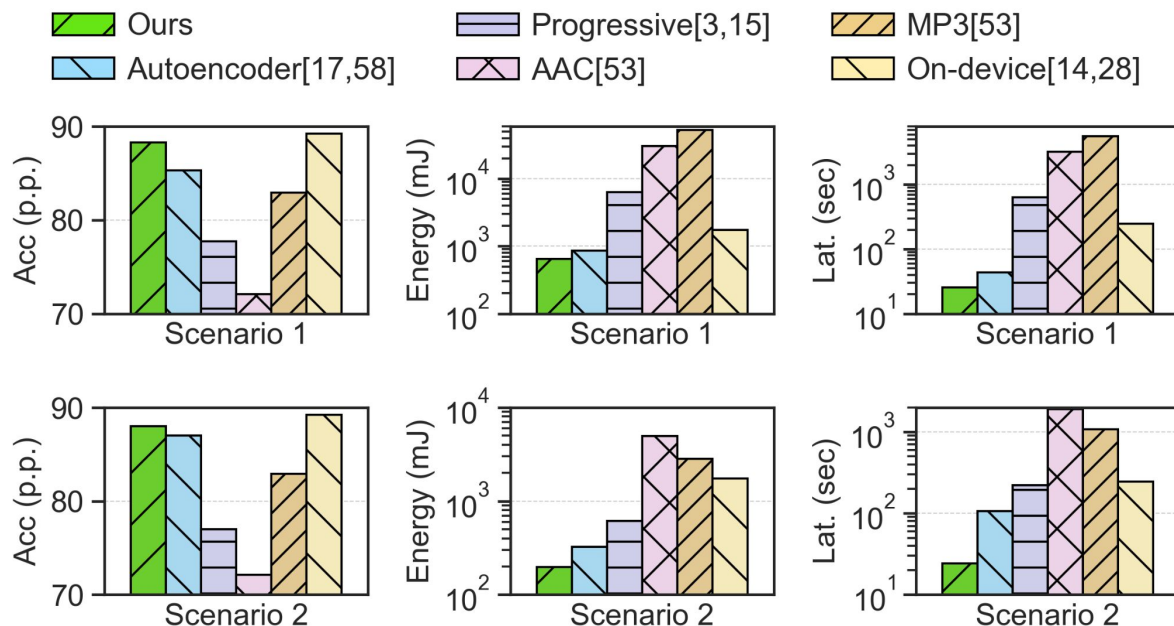 Ours Progressive[3,15] MP3[53]
Autoencoder[17,58] AAC[53] On-device[14,28]
Acc (p.p.)
90
80
70
Scenario 1
Energy (mJ)
10^4
10^3
10^2
Scenario 1
Lat. (sec)
10^3
10^2
10^1
Scenario 1
Acc (p.p.)
90
80
70
Scenario 2
Energy (mJ)
10^4
10^3
10^2
Scenario 2
Lat. (sec)
10^3
10^2
10^1
Scenario 2